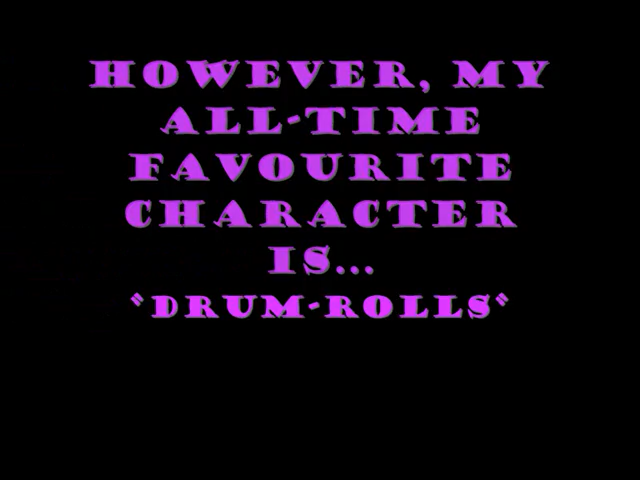 HOWEVER, MY
ALL-TIME
FAVOURITE
CHARACTER
IS...
*DRUM-ROLLS*